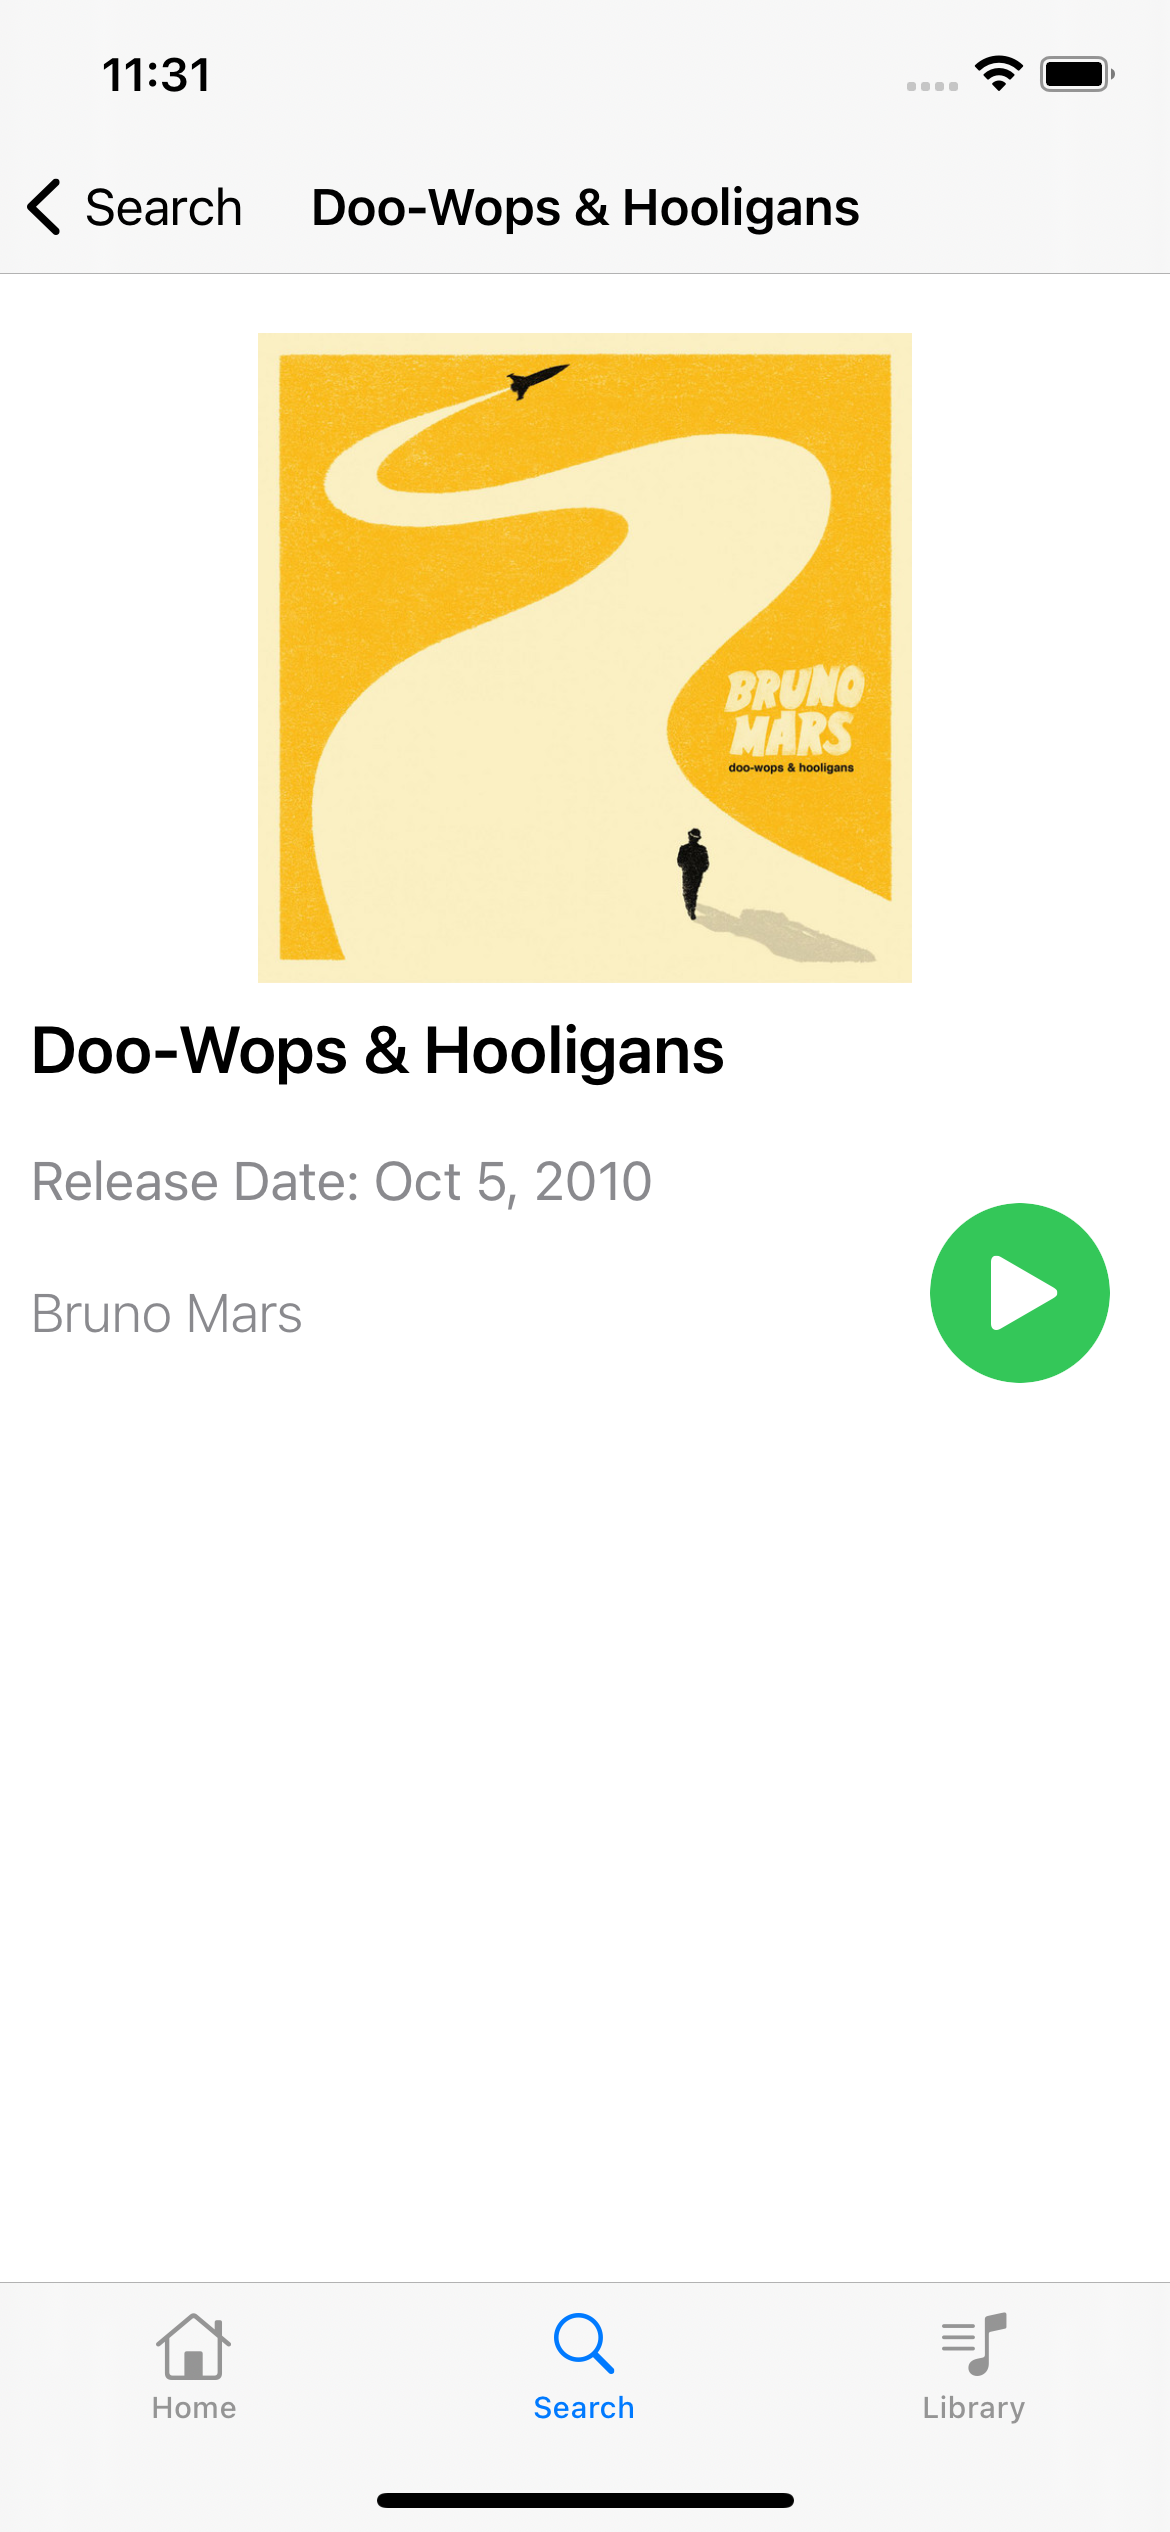 11:31
Search
Doo-Wops & Hooligans
BRUNO
MARS
doo-wops & hooligans
Doo-Wops & Hooligans
Release Date: Oct 5, 2010
Bruno Mars
Home
Search
Library